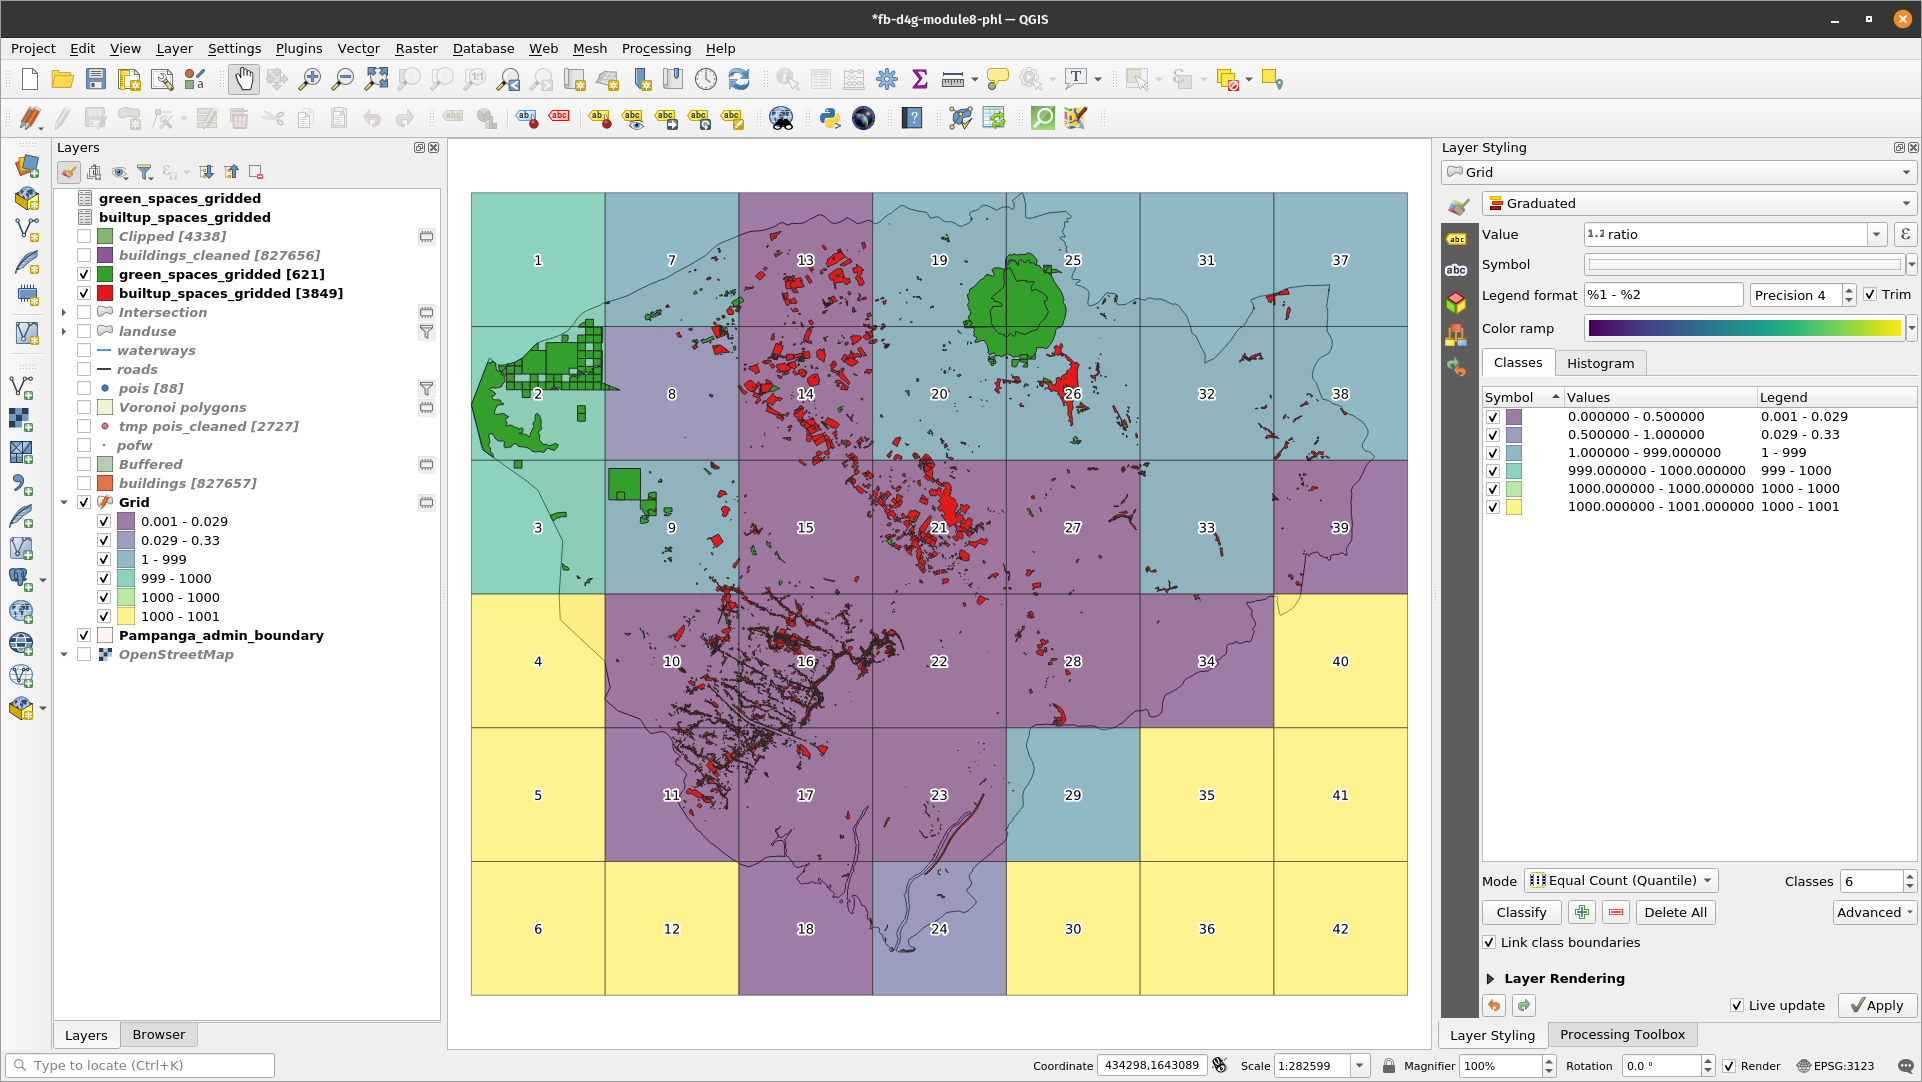 *fb-d4g-module8-phl — QGIS
Project Edit View Layer Settings Plugins Vector Raster Database Web Mesh Processing Help
Layers
green_spaces_gridded
builtup_spaces_gridded
Clipped [4338]
buildings_cleaned [827656]
green_spaces_gridded [621]
builtup_spaces_gridded [3849]
Intersection
landuse
waterways
roads
pois [88]
Voronoi polygons
tmp pois_cleaned [2727]
pofw
Buffered
buildings [827657]
Grid
0.001 - 0.029
0.029 - 0.33
1 - 999
999 - 1000
1000 - 1000
1000 - 1001
Pampanga_admin_boundary
OpenStreetMap
Layers Browser
1 7 13 19 25 31 37
2 8 14 20 26 32 38
3 9 15 21 27 33 39
4 10 16 22 28 34 40
5 11 17 23 29 35 41
6 12 18 24 30 36 42
Layer Styling
Grid
Graduated
Value 1.2 ratio ε
Symbol
Legend format %1 - %2 Precision 4 Trim
Color ramp
Classes Histogram
Symbol Values Legend
0.000000 - 0.500000 0.001 - 0.029
0.500000 - 1.000000 0.029 - 0.33
1.000000 - 999.000000 1 - 999
999.000000 - 1000.000000 999 - 1000
1000.000000 - 1000.000000 1000 - 1000
1000.000000 - 1001.000000 1000 - 1001
Mode Equal Count (Quantile) Classes 6
Classify Delete All Advanced
Link class boundaries
Layer Rendering
Live update Apply
Layer Styling Processing Toolbox
Type to locate (Ctrl+K) Coordinate 434298,1643089 Scale 1:282599 Magnifier 100% Rotation 0.0 ° Render EPSG:3123